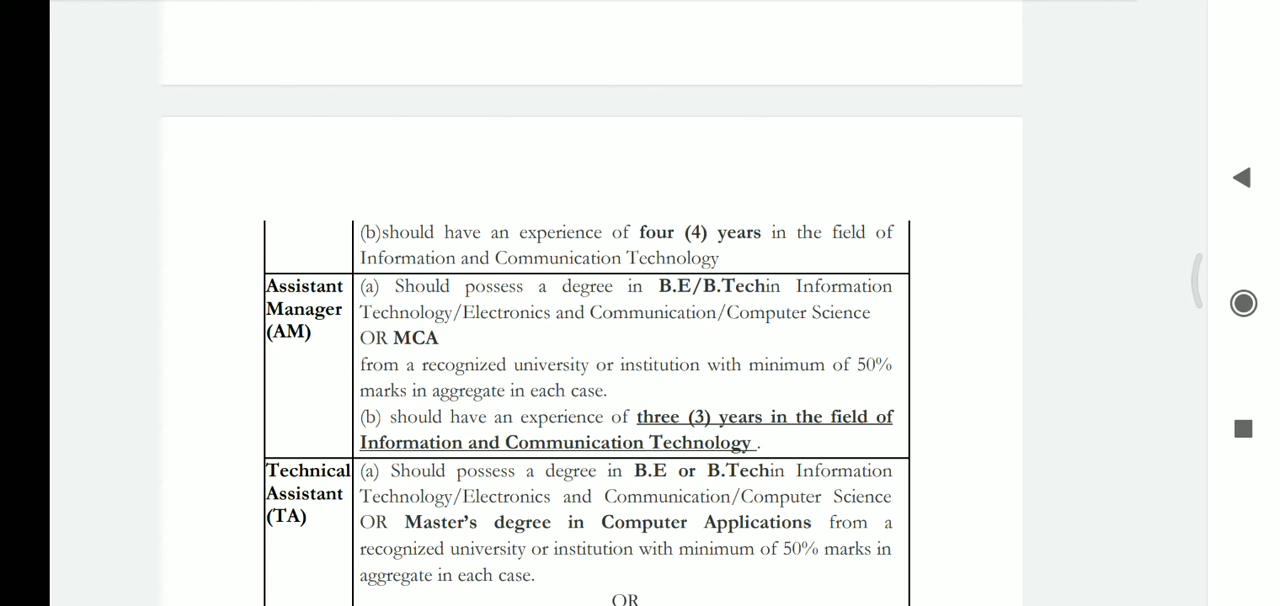 (b)should have an experience of four (4) years in the field of
Information and Communication Technology
Assistant
Manager
(AM)
(a) Should possess a degree in B.E/B.Techin Information
Technology/Electronics and Communication/Computer Science
OR MCA
from a recognized university or institution with minimum of 50%
marks in aggregate in each case.
(b) should have an experience of three (3) years in the field of
Information and Communication Technology .
Technical
Assistant
(TA)
(a) Should possess a degree in B.E or B.Techin Information
Technology/Electronics and Communication/Computer Science
OR Master's degree in Computer Applications from a
recognized university or institution with minimum of 50% marks in
aggregate in each case.
OR